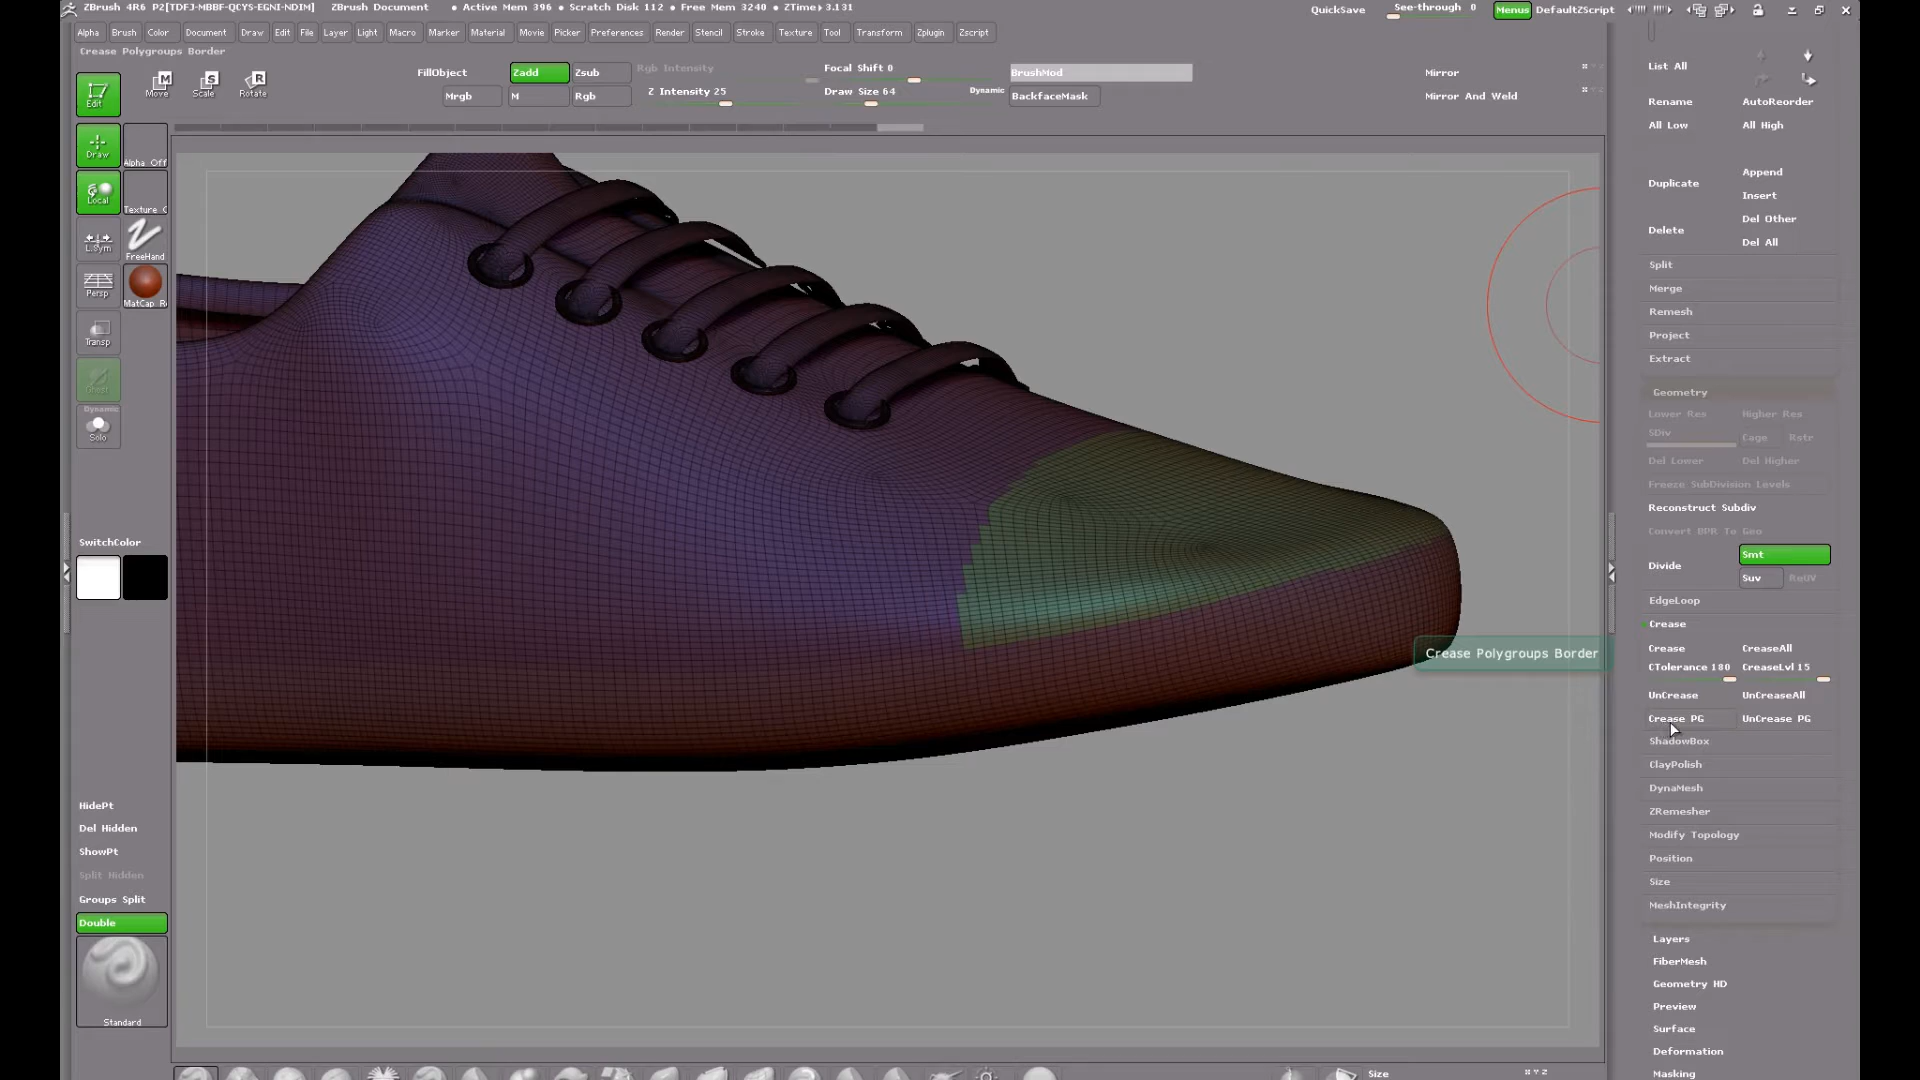 ZBrush 4R6 P2[TDFJ-MBBF-QCYS-EGNI-NDIM] ZBrush Document • Active Mem 396 • Scratch Disk 112 • Free Mem 3240 • ZTime▸3.131 QuickSave See-through 0 Menus DefaultZScript
Alpha Brush Color Document Draw Edit File Layer Light Macro Marker Material Movie Picker Preferences Render Stencil Stroke Texture Tool Transform Zplugin Zscript
Crease Polygroups Border
Edit
Move
Scale
Rotate
FillObject
Mrgb
Zadd
Zsub
M
Rgb
Rgb Intensity
Z Intensity 25
Focal Shift 0
Draw Size 64
Dynamic
BrushMod
BackfaceMask
Mirror
Mirror And Weld
Draw
Alpha Off
Local
L.Sym
FreeHand
Persp
Transp
Ghost
Dynamic
Solo
SwitchColor
HidePt
Del Hidden
ShowPt
Split Hidden
Groups Split
Double
Standard
Crease Polygroups Border
List All
Rename AutoReorder
All Low All High
Duplicate
Append
Insert
Delete
Del Other
Del All
Split
Merge
Remesh
Project
Extract
Geometry
Lower Res Higher Res
SDiv Cage Rstr
Del Lower Del Higher
Freeze SubDivision Levels
Reconstruct Subdiv
Convert BPR To Geo
Divide
Smt
Suv ReUV
EdgeLoop
Crease
Crease CreaseAll
CTolerance 180 CreaseLvl 15
UnCrease UnCreaseAll
Crease PG UnCrease PG
ShadowBox
ClayPolish
DynaMesh
ZRemesher
Modify Topology
Position
Size
MeshIntegrity
Layers
FiberMesh
Geometry HD
Preview
Surface
Deformation
Masking
Size